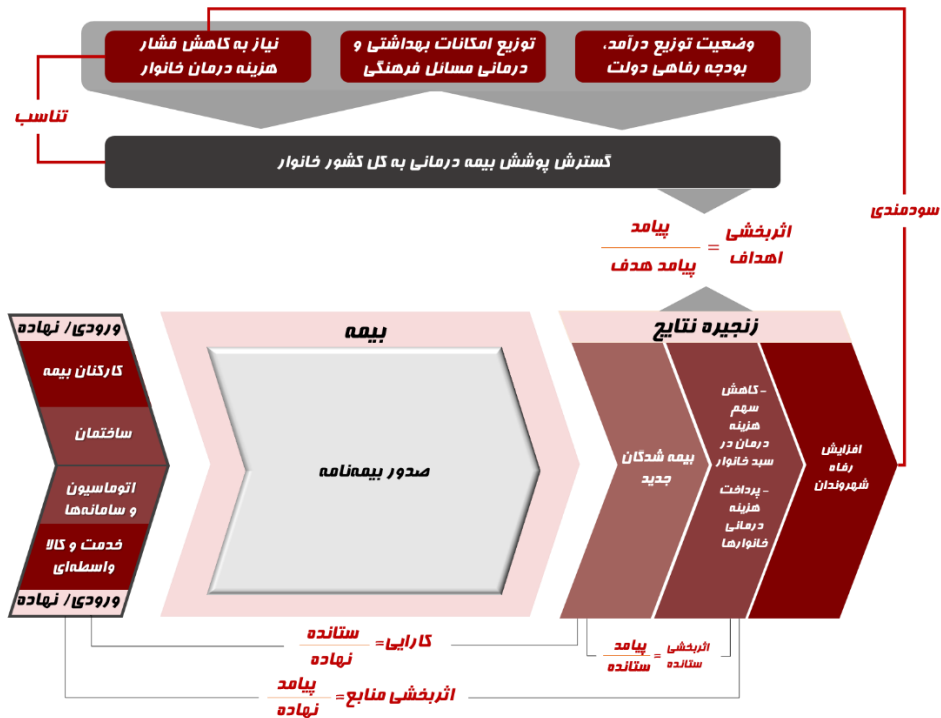 وضعیت توزیع درآمد،
بودجه رفاهی دولت
توزیع امکانات بهداشتی و
درمانی مسائل فرهنگی
نیاز به کاهش فشار
هزینه درمان خانوار
تناسب
گسترش پوشش بیمه درمانی به کل کشور خانوار
سودمندی
اثربخشی
اهداف
=
پیامد
پیامد هدف
ورودی/ نهاده
کارکنان بیمه
ساختمان
اتوماسیون
و سامانه‌ها
خدمت و کالا
واسطه‌ای
ورودی/ نهاده
بیمه
صدور بیمه‌نامه
زنجیره نتایج
بیمه شدگان
جدید
- کاهش
سهم
هزینه
درمان در
سبد خانوار
- پرداخت
هزینه
درمانی
خانوارها
افزایش
رفاه
شهروندان
کارایی=
ستانده
نهاده
اثربخشی
ستانده
=
پیامد
ستانده
اثربخشی منابع=
پیامد
نهاده